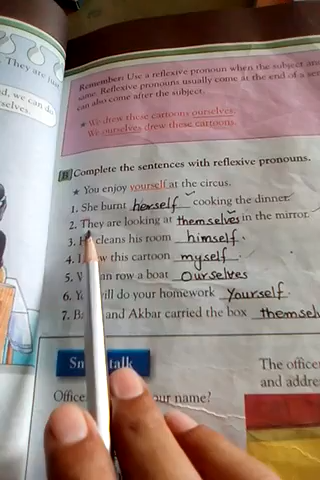 They are just
ed, we can do
selves.
Remember: Use a reflexive pronoun when the subject and
same. Reflexive pronouns usually come at the end of a sen
can also come after the subject.
★ We drew these cartoons ourselves.
We ourselves drew these cartoons.
B Complete the sentences with reflexive pronouns.
★ You enjoy yourself at the circus.
1. She burnt herself cooking the dinner.
2. They are looking at themselves in the mirror.
3. cleans his room himself.
4. this cartoon myself.
5. row a boat ourselves
6. will do your homework yourself.
7. and Akbar carried the box themsel
talk
The office
and addre
Office
our name?